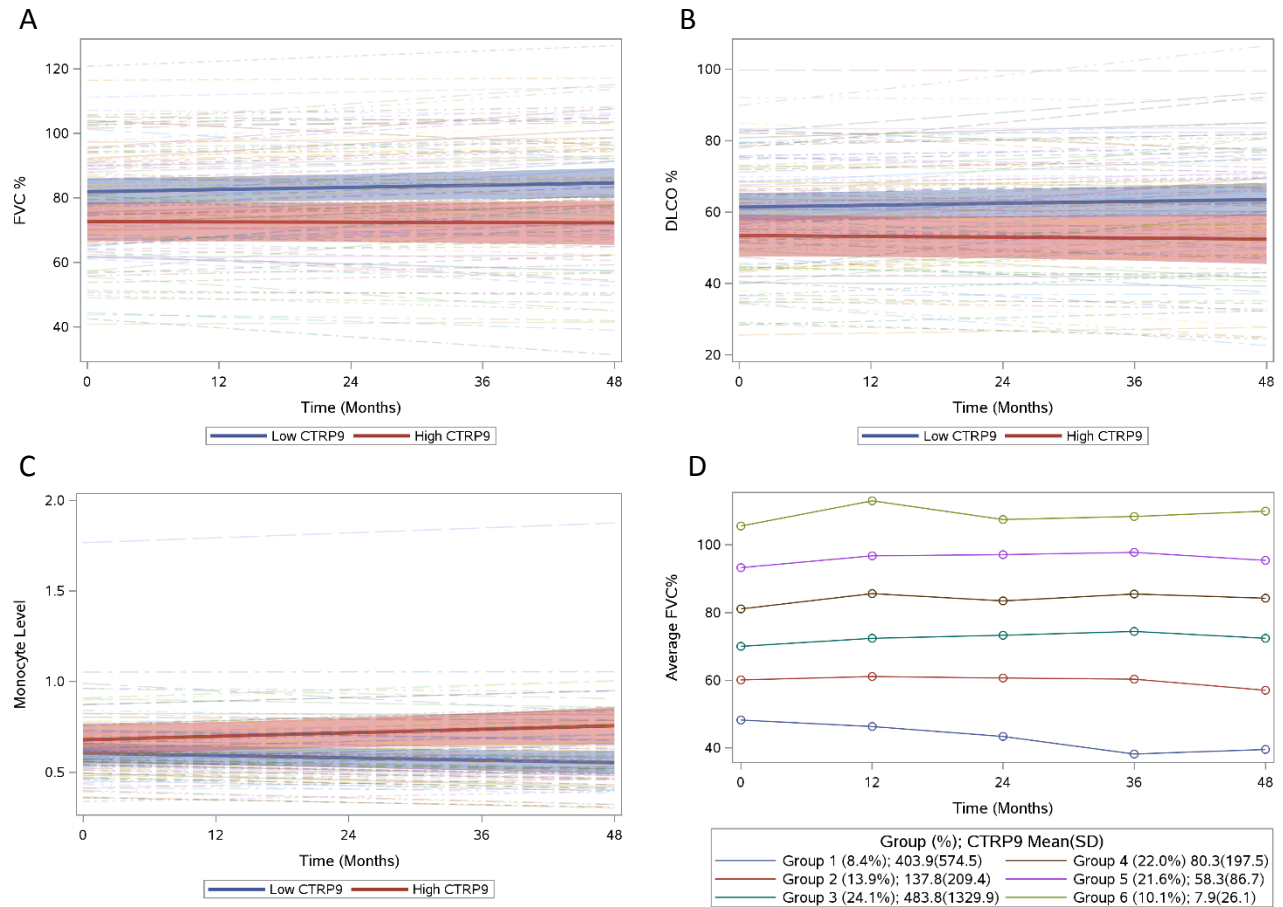 A
FVC %
120
100
80
60
40
0 12 24 36 48
Time (Months)
Low CTRP9 High CTRP9
B
DLCO %
100
80
60
40
20
0 12 24 36 48
Time (Months)
Low CTRP9 High CTRP9
C
Monocyte Level
2.0
1.5
1.0
0.5
0 12 24 36 48
Time (Months)
Low CTRP9 High CTRP9
D
Average FVC%
100
80
60
40
0 12 24 36 48
Time (Months)
Group (%); CTRP9 Mean(SD)
Group 1 (8.4%); 403.9(574.5) Group 4 (22.0%) 80.3(197.5)
Group 2 (13.9%); 137.8(209.4) Group 5 (21.6%); 58.3(86.7)
Group 3 (24.1%); 483.8(1329.9) Group 6 (10.1%); 7.9(26.1)